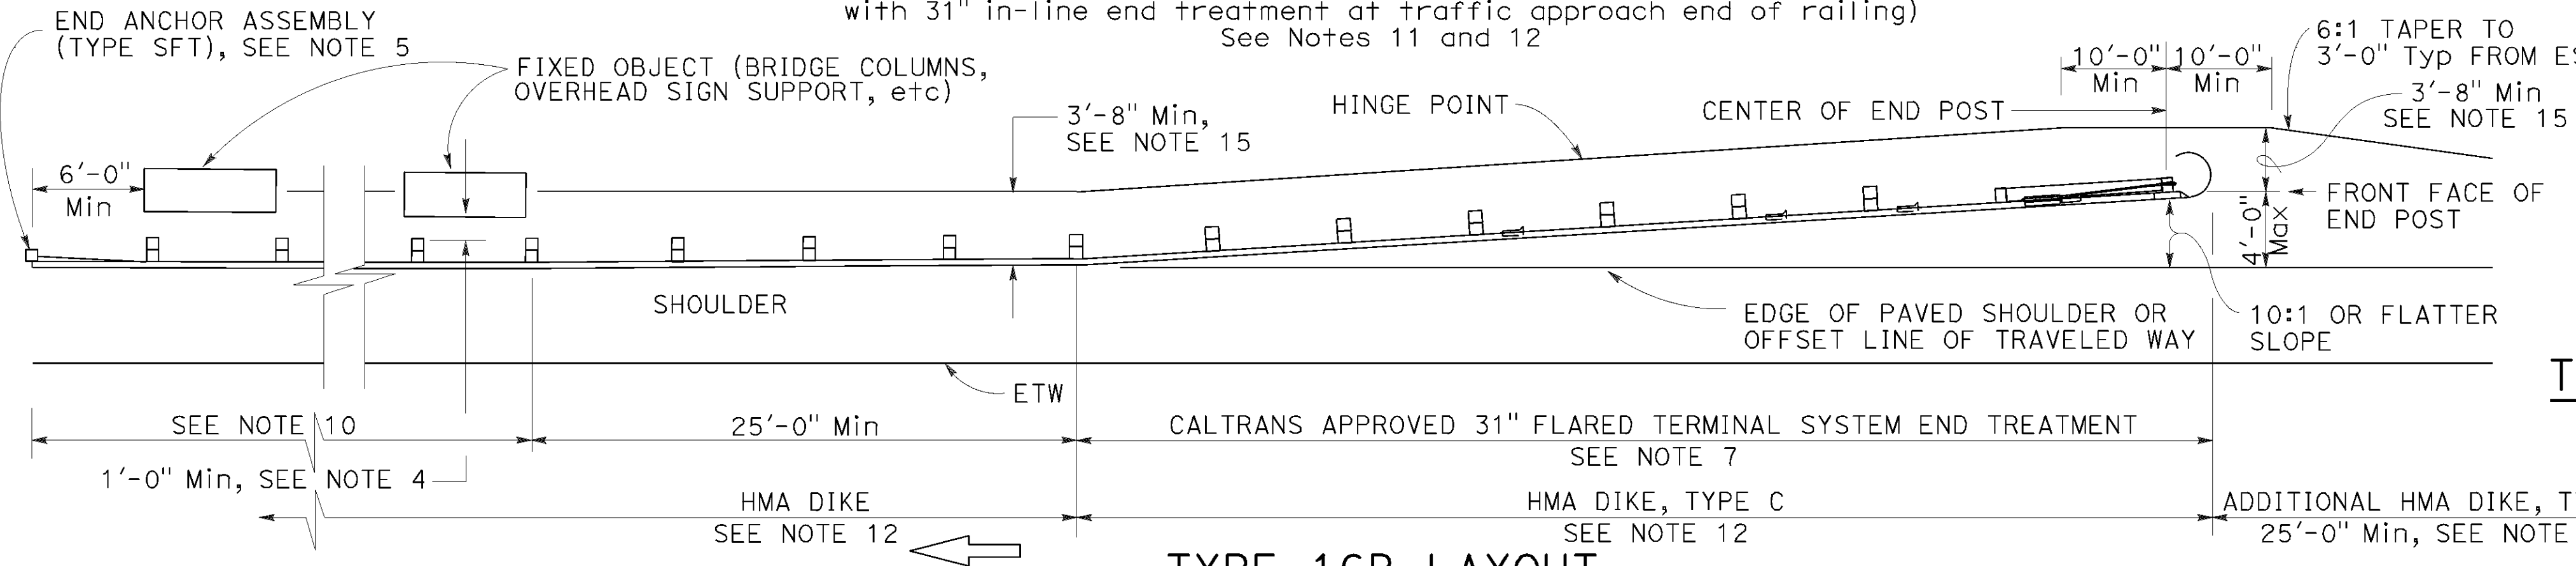 with 31" in-line end treatment at traffic approach end of railing)
See Notes 11 and 12
END ANCHOR ASSEMBLY
(TYPE SFT), SEE NOTE 5
FIXED OBJECT (BRIDGE COLUMNS,
OVERHEAD SIGN SUPPORT, etc)
3'-8" Min,
SEE NOTE 15
HINGE POINT
CENTER OF END POST
10'-0"
Min
10'-0"
Min
6:1 TAPER TO
3'-0" Typ FROM
3'-8" Min
SEE NOTE 15
6'-0"
Min
FRONT FACE OF
END POST
4'-0"
Max
SHOULDER
EDGE OF PAVED SHOULDER OR
OFFSET LINE OF TRAVELED WAY
10:1 OR FLATTER
SLOPE
ETW
SEE NOTE 10
25'-0" Min
CALTRANS APPROVED 31" FLARED TERMINAL SYSTEM END TREATMENT
SEE NOTE 7
1'-0" Min, SEE NOTE 4
HMA DIKE
SEE NOTE 12
HMA DIKE, TYPE C
SEE NOTE 12
ADDITIONAL HMA DIKE,
25'-0" Min, SEE NOTE
LAYOUT